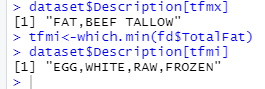 > dataset$Description[tfmx]
[1] "FAT,BEEF TALLOW"
> tfmi<-which.min(fd$TotalFat)
> dataset$Description[tfmi]
[1] "EGG,WHITE,RAW,FROZEN"
>